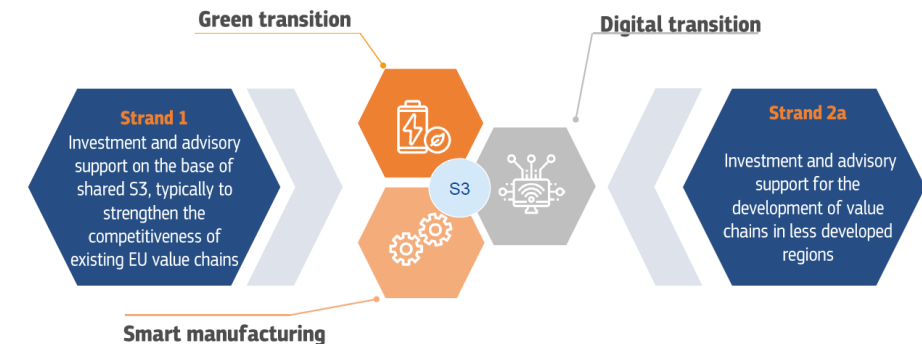 Green transition
Digital transition
Strand 1
Investment and advisory
support on the base of
shared S3, typically to
strengthen the
competitiveness of
existing EU value chains
S3
Strand 2a
Investment and advisory
support for the
development of value
chains in less developed
regions
Smart manufacturing